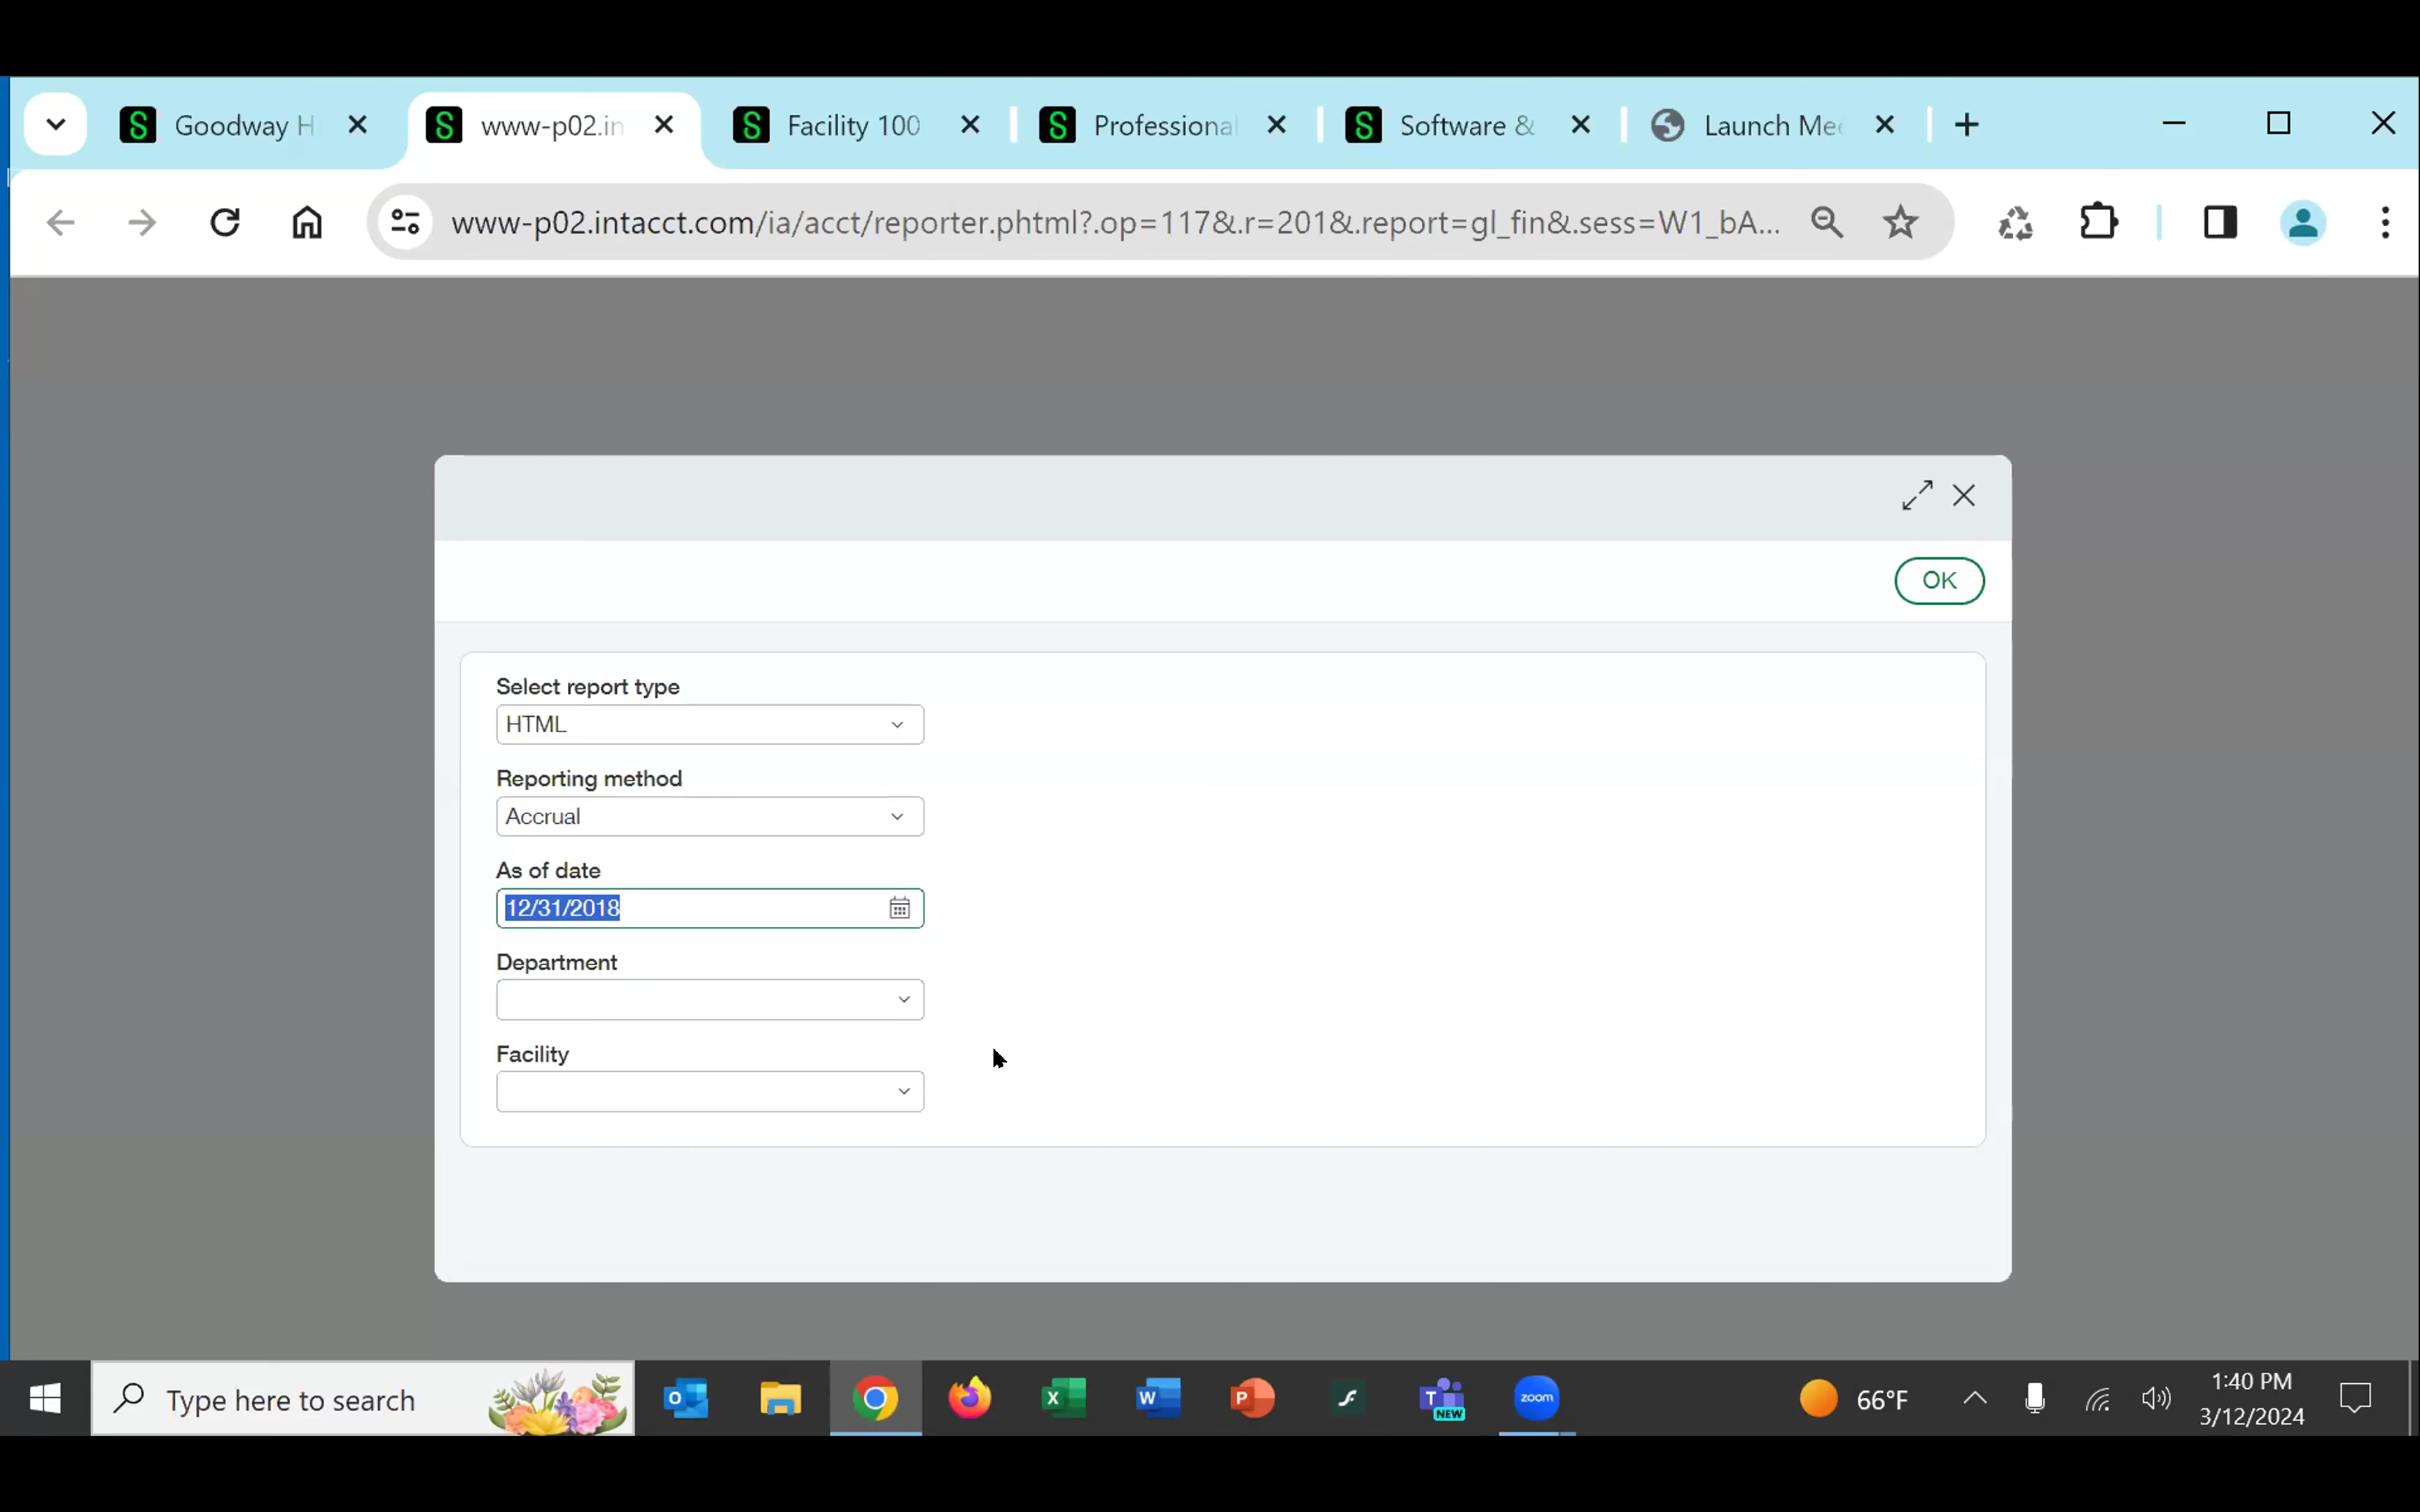 Goodway H
www-p02.in
Facility 100
Professional
Software &
Launch Mee
www-p02.intacct.com/ia/acct/reporter.phtml?.op=117&.r=201&.report=gl_fin&.sess=W1_bA...
OK
Select report type
HTML
Reporting method
Accrual
As of date
12/31/2018
Department
Facility
Type here to search
zoom
NEW
66°F
1:40 PM
3/12/2024